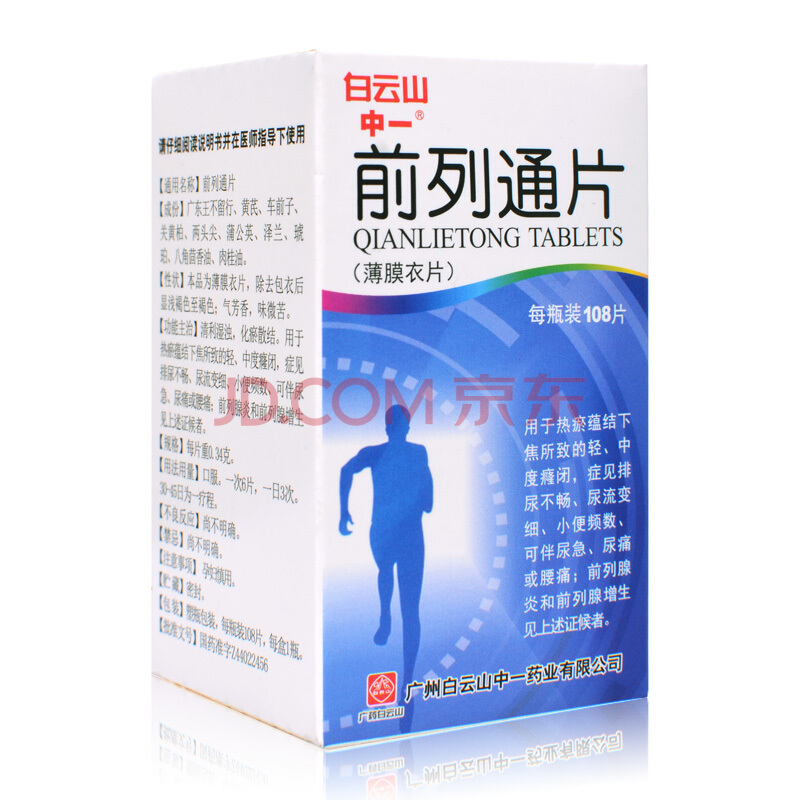 请仔细阅读说明书并在医师指导下使用
【通用名称】前列通片
【成份】广东王不留行、黄芪、车前子、
关黄柏、两头尖、蒲公英、泽兰、琥
珀、八角茴香油、肉桂油。
【性状】本品为薄膜衣片，除去包衣后
显浅褐色至褐色；气芳香，味微苦。
【功能主治】清利湿浊，化瘀散结。用于
热瘀蕴结下焦所致的轻、中度癃闭，症见
排尿不畅、尿流变细、小便频数、可伴尿
急、尿痛或腰痛；前列腺炎和前列腺增生
见上述证候者。
【规格】每片重0.34克。
【用法用量】口服。一次6片，一日3次。
30-45日为一疗程。
【不良反应】尚不明确。
【禁忌】尚不明确。
【注意事项】孕妇慎用。
【贮藏】密封。
【包装】塑瓶包装，每瓶装108片，每盒1瓶。
【批准文号】国药准字Z44022456
白云山
中一®
前列通片
QIANLIETONG TABLETS
（薄膜衣片）
每瓶装108片
JD.COM 京东
用于热瘀蕴结下
焦所致的轻、中
度癃闭，症见排
尿不畅、尿流变
细、小便频数、
可伴尿急、尿痛
或腰痛；前列腺
炎和前列腺增生
见上述证候者。
广药白云山
广州白云山中一药业有限公司